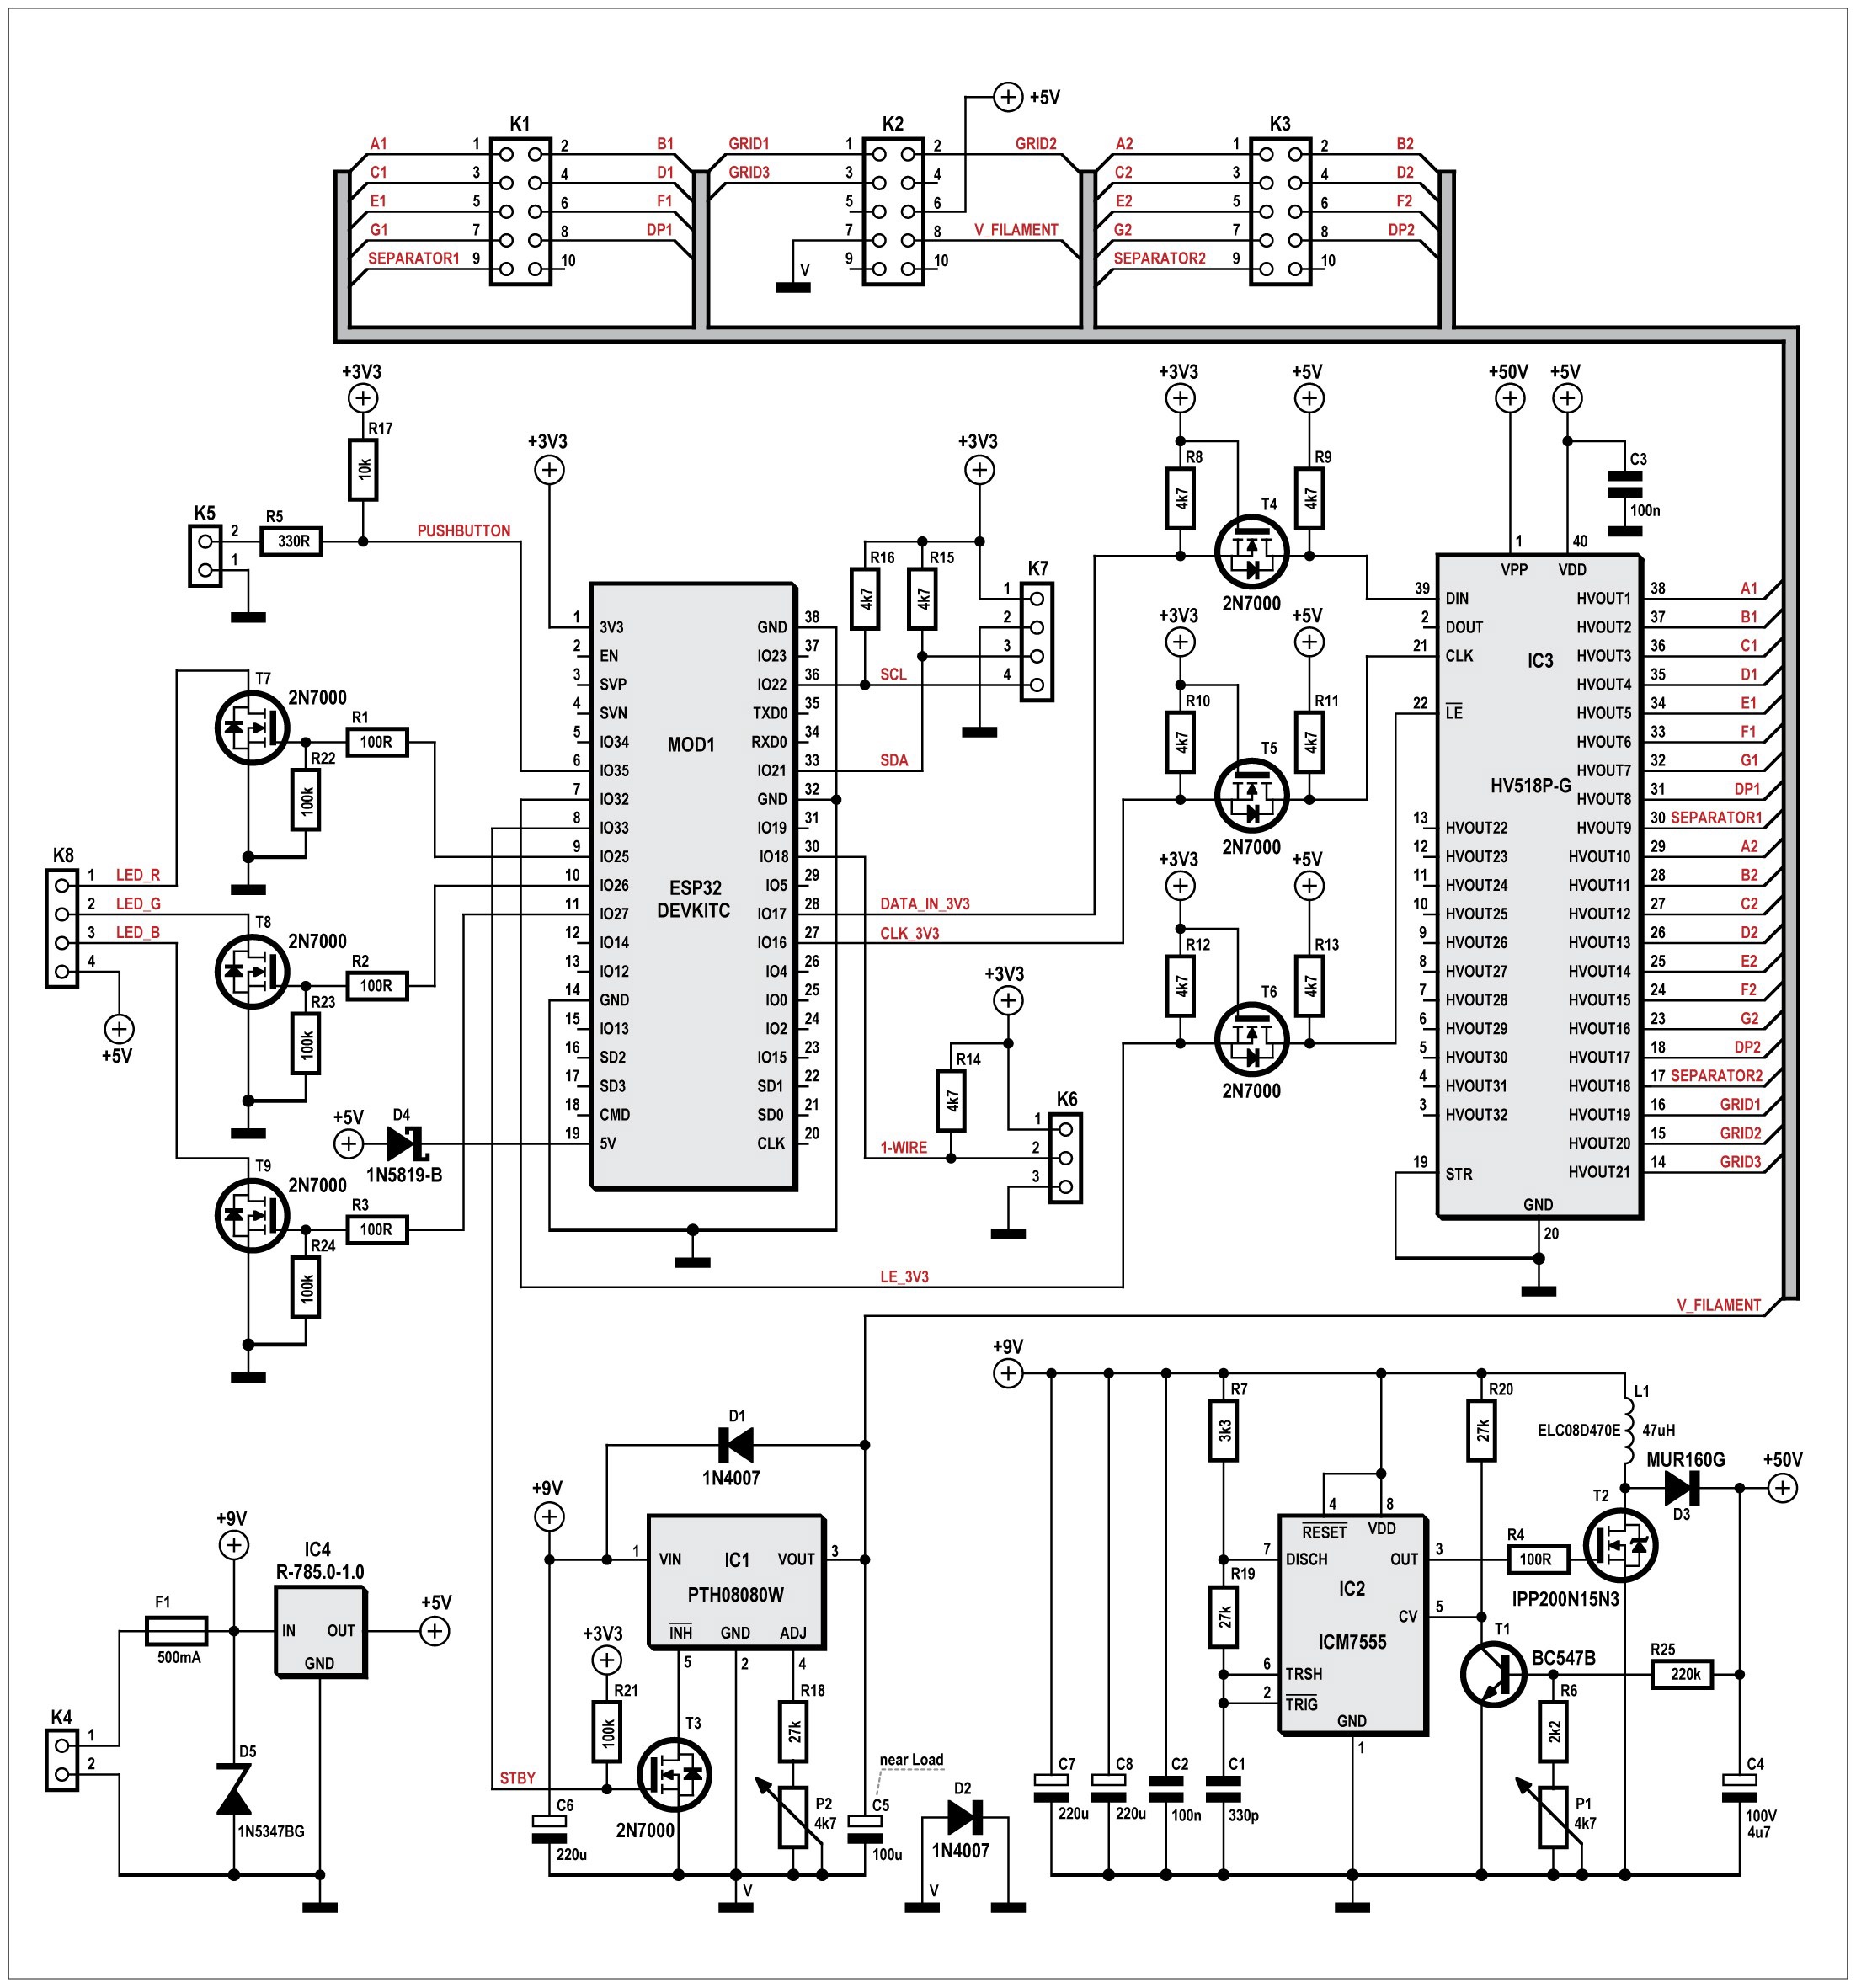 +5V
K1 K2 K3
A1 1 2 B1 GRID1 1 2 GRID2 A2 1 2 B2
C1 3 4 D1 GRID3 3 4 C2 3 4 D2
E1 5 6 F1 5 6 E2 5 6 F2
G1 7 8 DP1 7 8 V_FILAMENT G2 7 8 DP2
SEPARATOR1 9 10 V 9 10 SEPARATOR2 9 10
+3V3
R17
10k
K5
2
1
R5
330R
PUSHBUTTON
+3V3
T7
2N7000
R1
100R
R22
100k
K8
1 LED_R
2 LED_G
3 LED_B
4
+5V
T8
2N7000
R2
100R
R23
100k
+5V
D4
1N5819-B
T9
2N7000
R3
100R
R24
100k
MOD1
ESP32
DEVKITC
1 3V3 GND 38
2 EN IO23 37
3 SVP IO22 36
4 SVN TXD0 35
5 IO34 RXD0 34
6 IO35 IO21 33
7 IO32 GND 32
8 IO33 IO19 31
9 IO25 IO18 30
10 IO26 IO5 29
11 IO27 IO17 28
12 IO14 IO16 27
13 IO12 IO4 26
14 GND IO0 25
15 IO13 IO2 24
16 SD2 IO15 23
17 SD3 SD1 22
18 CMD SD0 21
19 5V CLK 20
+3V3
R16
4k7
R15
4k7
K7
1
2
3
4
SCL
SDA
DATA_IN_3V3
CLK_3V3
+3V3
R14
4k7
K6
1
2
3
1-WIRE
LE_3V3
+3V3 +5V
R8
4k7
R9
4k7
T4
2N7000
+3V3 +5V
R10
4k7
R11
4k7
T5
2N7000
+3V3 +5V
R12
4k7
R13
4k7
T6
2N7000
+50V +5V
C3
100n
1 40
VPP VDD
IC3
HV518P-G
39 DIN
2 DOUT
21 CLK
22 LE
13 HVOUT22
12 HVOUT23
11 HVOUT24
10 HVOUT25
9 HVOUT26
8 HVOUT27
7 HVOUT28
6 HVOUT29
5 HVOUT30
4 HVOUT31
3 HVOUT32
19 STR
GND
20
HVOUT1 38 A1
HVOUT2 37 B1
HVOUT3 36 C1
HVOUT4 35 D1
HVOUT5 34 E1
HVOUT6 33 F1
HVOUT7 32 G1
HVOUT8 31 DP1
HVOUT9 30 SEPARATOR1
HVOUT10 29 A2
HVOUT11 28 B2
HVOUT12 27 C2
HVOUT13 26 D2
HVOUT14 25 E2
HVOUT15 24 F2
HVOUT16 23 G2
HVOUT17 18 DP2
HVOUT18 17 SEPARATOR2
HVOUT19 16 GRID1
HVOUT20 15 GRID2
HVOUT21 14 GRID3
V_FILAMENT
+9V
IC4
R-785.0-1.0
F1
500mA
IN OUT
GND
+5V
K4
1
2
D5
1N5347BG
D1
1N4007
+9V
1 VIN IC1 VOUT 3
PTH08080W
INH GND ADJ
5 2 4
+3V3
R21
100k
T3
2N7000
STBY
R18
27k
P2
4k7
C6
220u
V
near Load
C5
100u
D2
1N4007
V
+9V
C7
220u
C8
220u
C2
100n
C1
330p
R7
3k3
R19
27k
4 8
RESET VDD
7 DISCH OUT 3
IC2
CV 5
ICM7555
6 TRSH
2 TRIG
GND
1
R20
27k
L1
ELC08D470E 47uH
MUR160G
D3
+50V
T2
IPP200N15N3
R4
100R
T1
BC547B
R25
220k
R6
2k2
P1
4k7
C4
100V
4u7